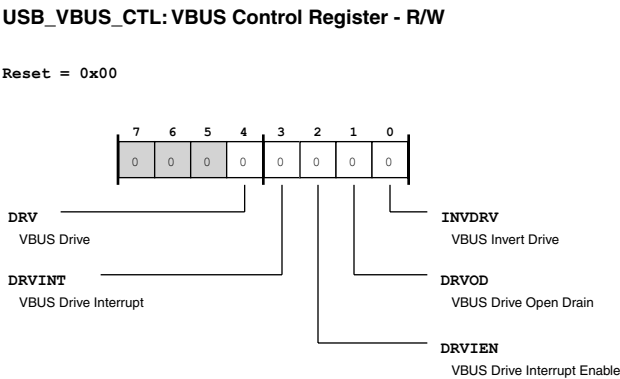 USB_VBUS_CTL: VBUS Control Register - R/W
Reset = 0x00
7 6 5 4 3 2 1 0
0 0 0 0 0 0 0 0
DRV
VBUS Drive
INVDRV
VBUS Invert Drive
DRVINT
VBUS Drive Interrupt
DRVOD
VBUS Drive Open Drain
DRVIEN
VBUS Drive Interrupt Enable